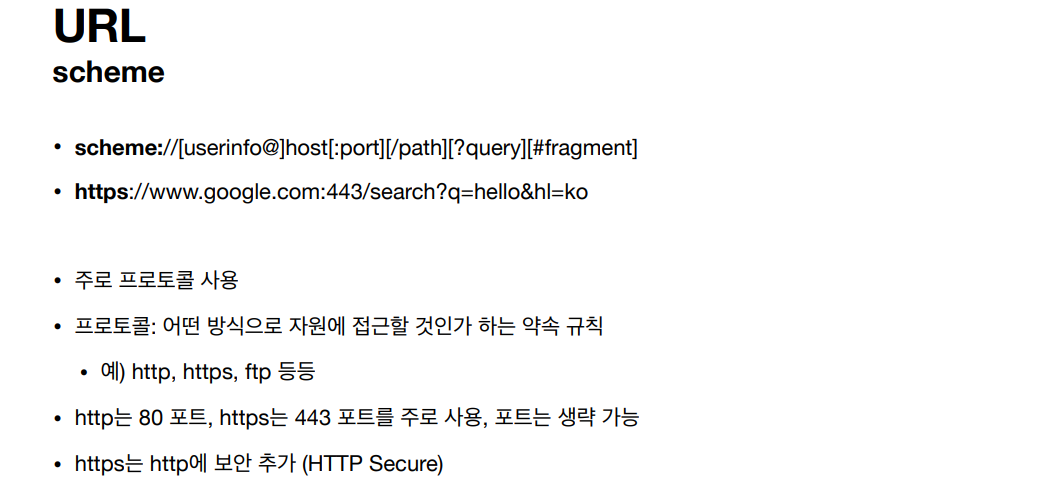 URL
scheme
• scheme://[userinfo@]host[:port][/path][?query][#fragment]
• https://www.google.com:443/search?q=hello&hl=ko
• 주로 프로토콜 사용
• 프로토콜: 어떤 방식으로 자원에 접근할 것인가 하는 약속 규칙
• 예) http, https, ftp 등등
• http는 80 포트, https는 443 포트를 주로 사용, 포트는 생략 가능
• https는 http에 보안 추가 (HTTP Secure)